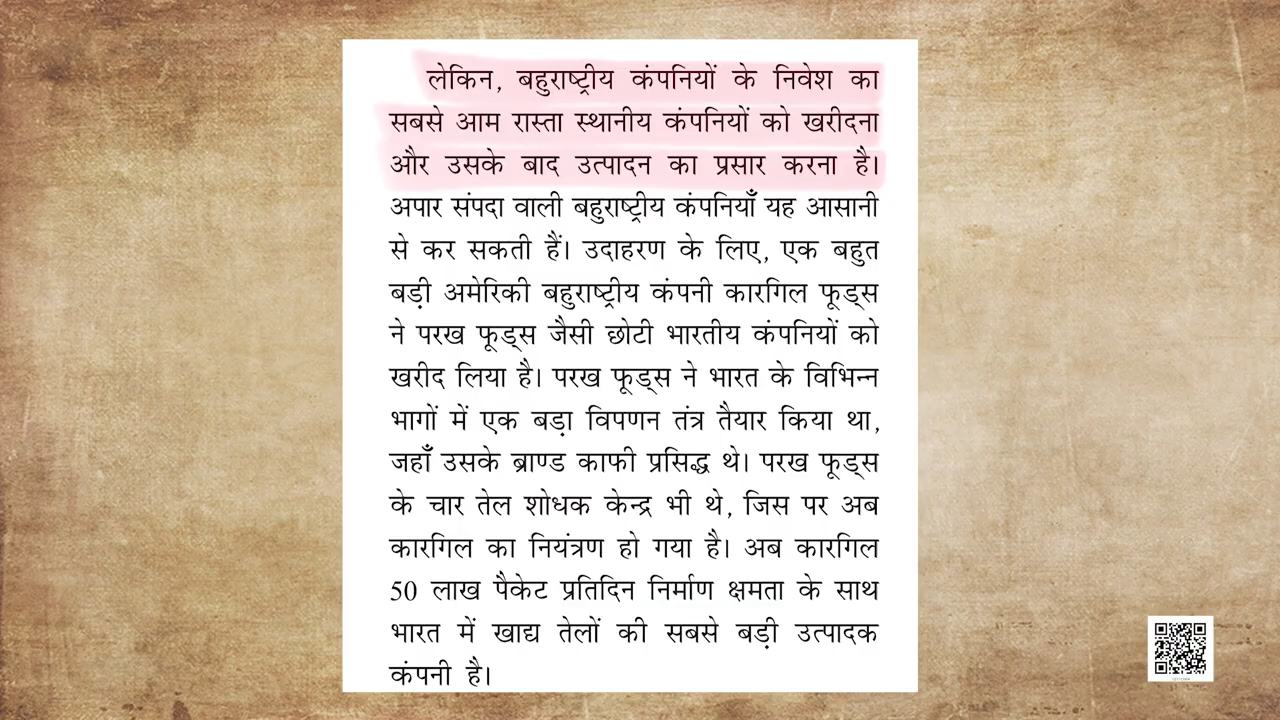 लेकिन, बहुराष्ट्रीय कंपनियों के निवेश का
सबसे आम रास्ता स्थानीय कंपनियों को खरीदना
और उसके बाद उत्पादन का प्रसार करना है।
अपार संपदा वाली बहुराष्ट्रीय कंपनियाँ यह आसानी
से कर सकती हैं। उदाहरण के लिए, एक बहुत
बड़ी अमेरिकी बहुराष्ट्रीय कंपनी कारगिल फूड्स
ने परख फूड्स जैसी छोटी भारतीय कंपनियों को
खरीद लिया है। परख फूड्स ने भारत के विभिन्न
भागों में एक बड़ा विपणन तंत्र तैयार किया था,
जहाँ उसके ब्राण्ड काफी प्रसिद्ध थे। परख फूड्स
के चार तेल शोधक केन्द्र भी थे, जिस पर अब
कारगिल का नियंत्रण हो गया है। अब कारगिल
50 लाख पैकेट प्रतिदिन निर्माण क्षमता के साथ
भारत में खाद्य तेलों की सबसे बड़ी उत्पादक
कंपनी है।